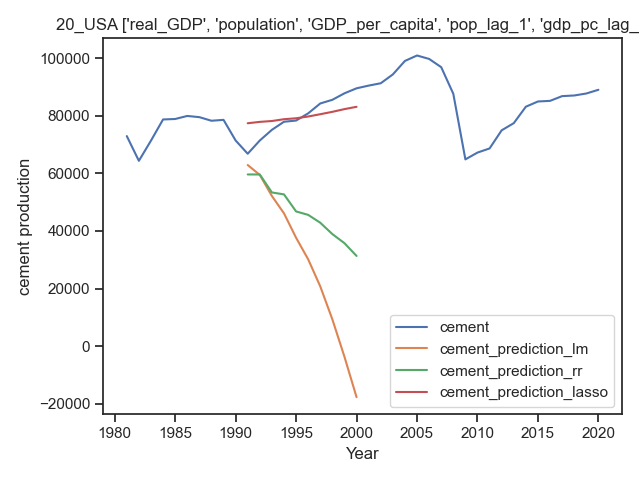 20_USA ['real_GDP', 'population', 'GDP_per_capita', 'pop_lag_1', 'gdp_pc_lag_
100000
80000
60000
40000
20000
0
−20000
cement production
cement
cement_prediction_lm
cement_prediction_rr
cement_prediction_lasso
1980 1985 1990 1995 2000 2005 2010 2015 2020
Year